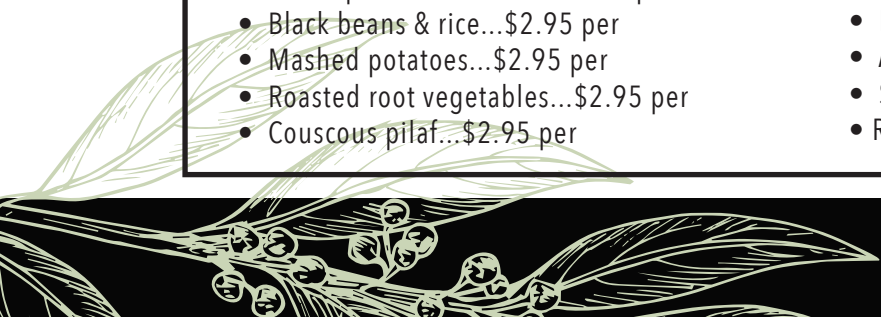 • Black beans & rice...$2.95 per
• Mashed potatoes...$2.95 per
• Roasted root vegetables...$2.95 per
• Couscous pilaf...$2.95 per